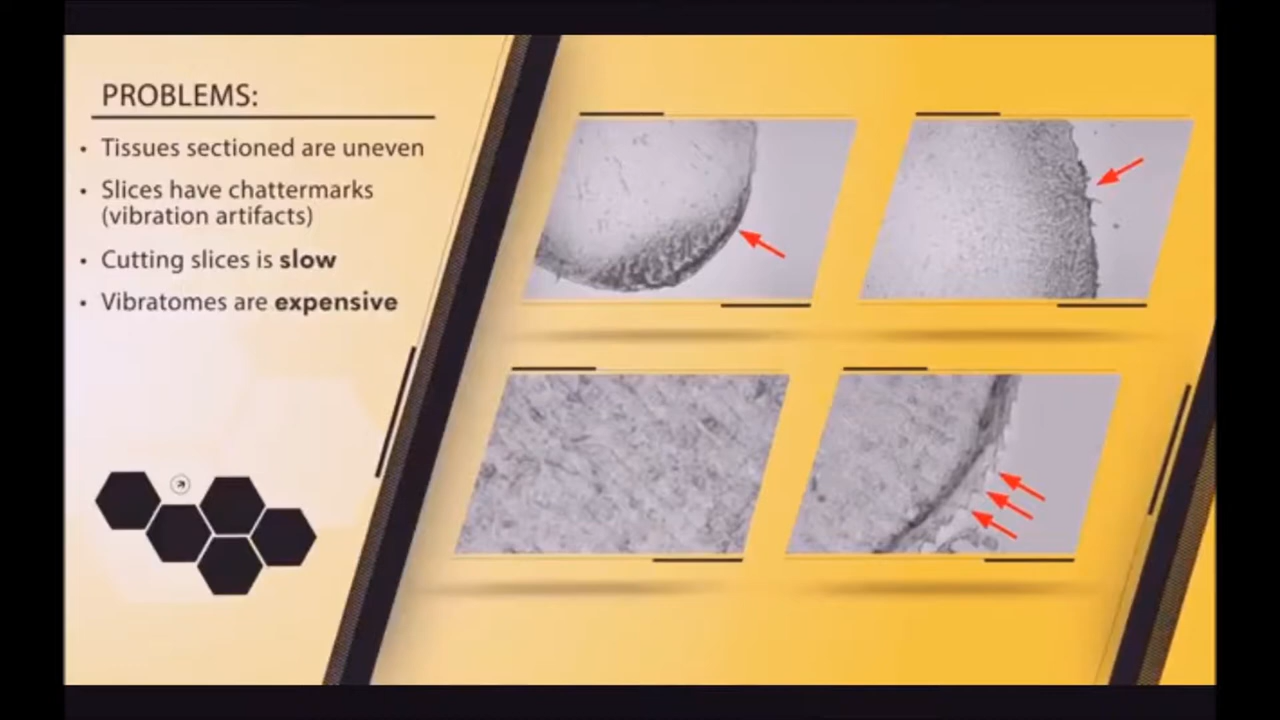 PROBLEMS:
• Tissues sectioned are uneven
• Slices have chattermarks
(vibration artifacts)
• Cutting slices is slow
• Vibratomes are expensive